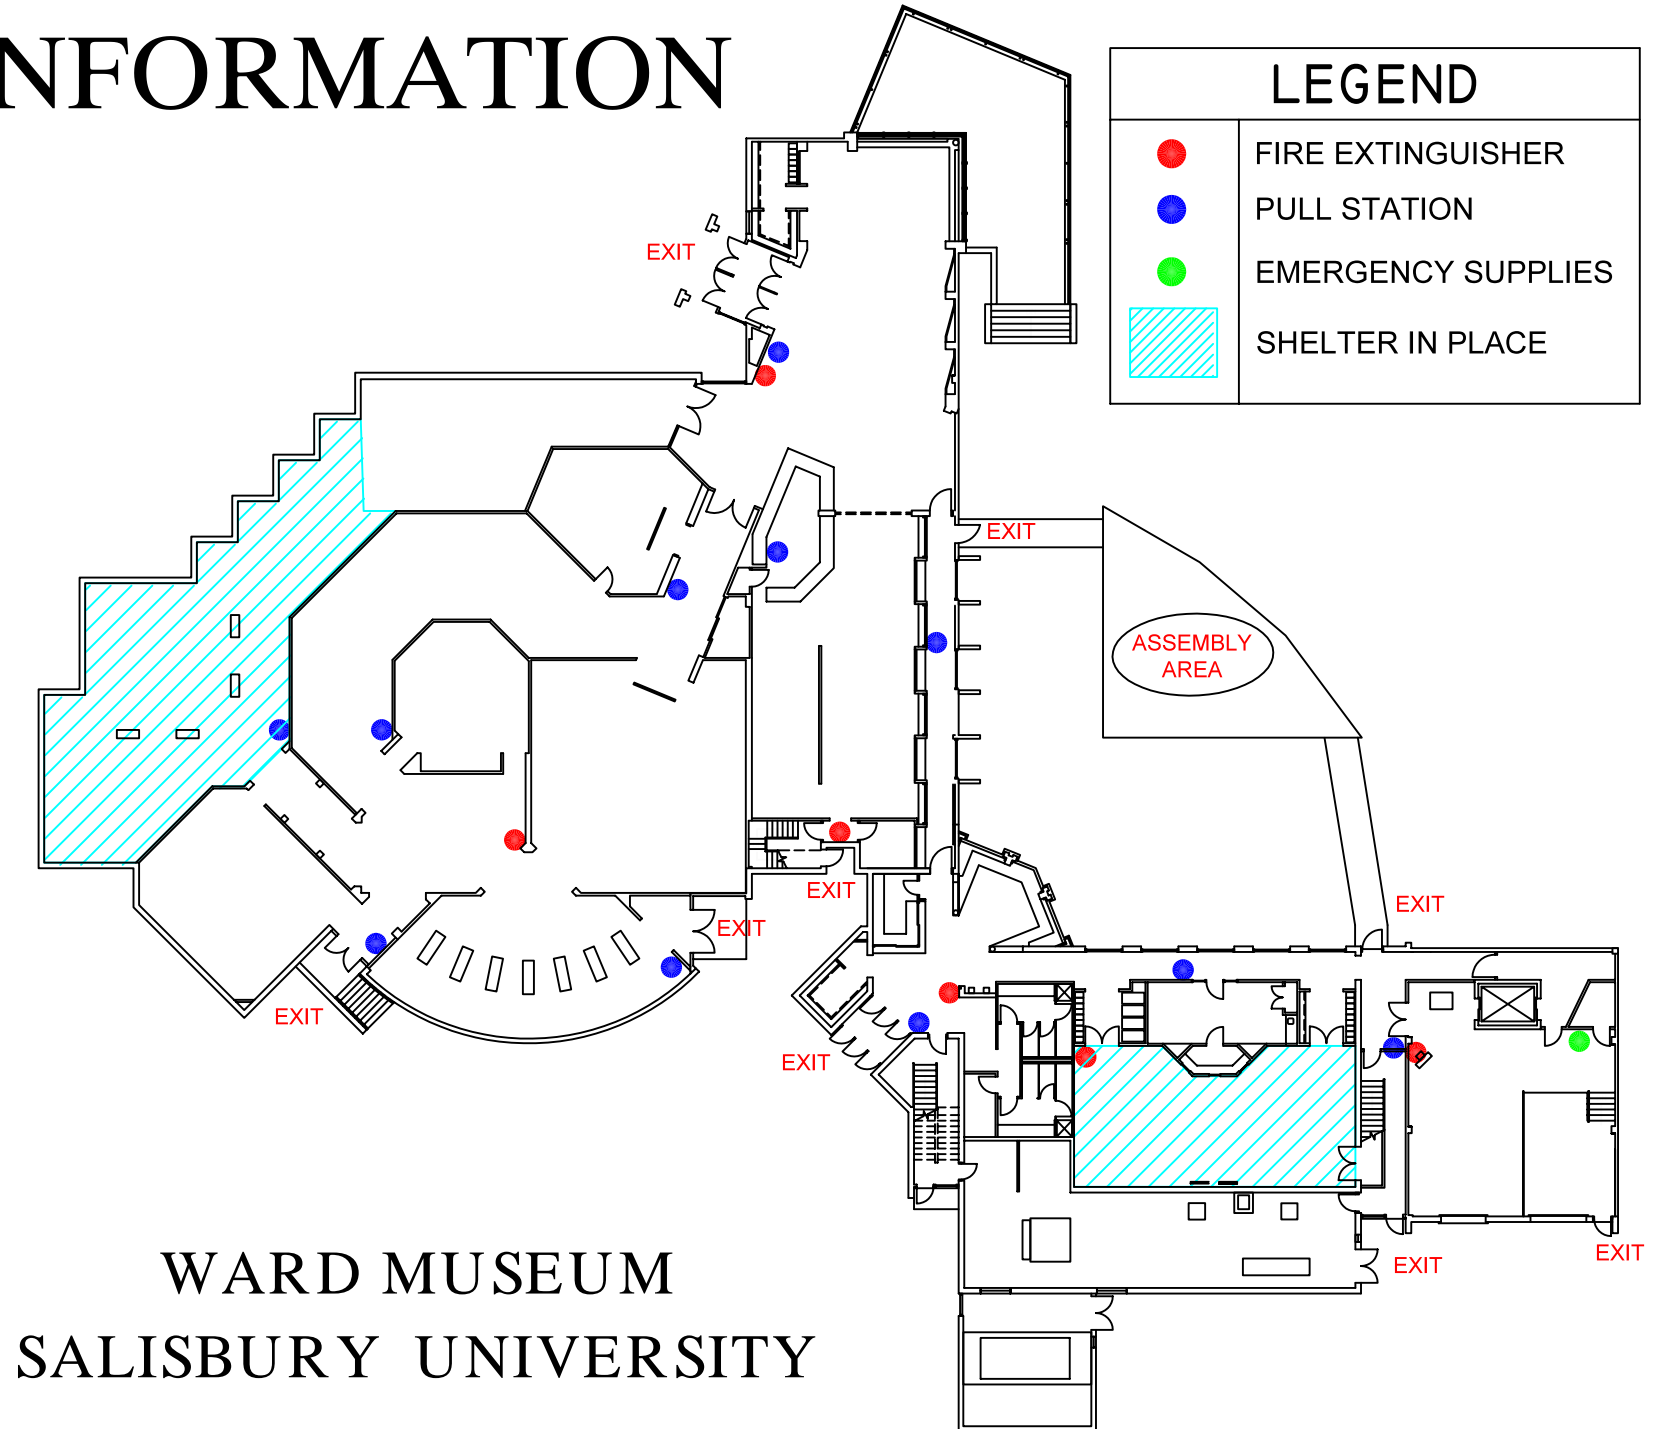 NFORMATION
LEGEND
FIRE EXTINGUISHER
PULL STATION
EMERGENCY SUPPLIES
SHELTER IN PLACE
EXIT
EXIT
ASSEMBLY
AREA
EXIT
EXIT
EXIT
EXIT
EXIT
EXIT
EXIT
WARD MUSEUM
SALISBURY UNIVERSITY